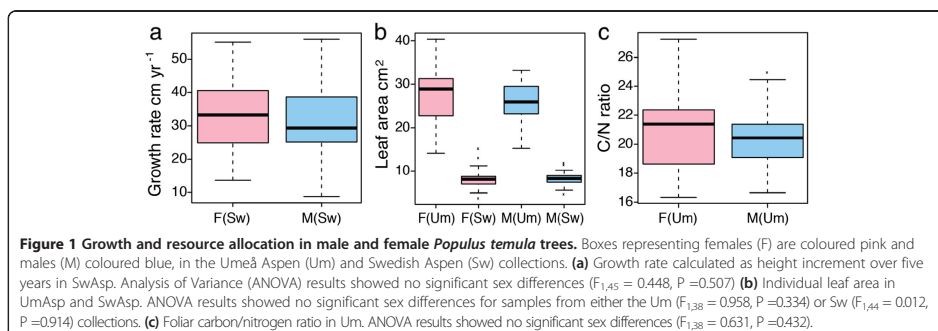 a
b
c
Growth rate cm yr-1
50
40
30
20
10
F(Sw) M(Sw)
Leaf area cm2
40
30
20
10
F(Um) F(Sw) M(Um) M(Sw)
C/N ratio
26
24
22
20
18
16
F(Um) M(Um)
Figure 1 Growth and resource allocation in male and female Populus temula trees. Boxes representing females (F) are coloured pink and
males (M) coloured blue, in the Umeå Aspen (Um) and Swedish Aspen (Sw) collections. (a) Growth rate calculated as height increment over five
years in SwAsp. Analysis of Variance (ANOVA) results showed no significant sex differences (F1,45 = 0.448, P =0.507) (b) Individual leaf area in
UmAsp and SwAsp. ANOVA results showed no significant sex differences for samples from either the Um (F1,38 = 0.958, P =0.334) or Sw (F1,44 = 0.012,
P =0.914) collections. (c) Foliar carbon/nitrogen ratio in Um. ANOVA results showed no significant sex differences (F1,38 = 0.631, P =0.432).